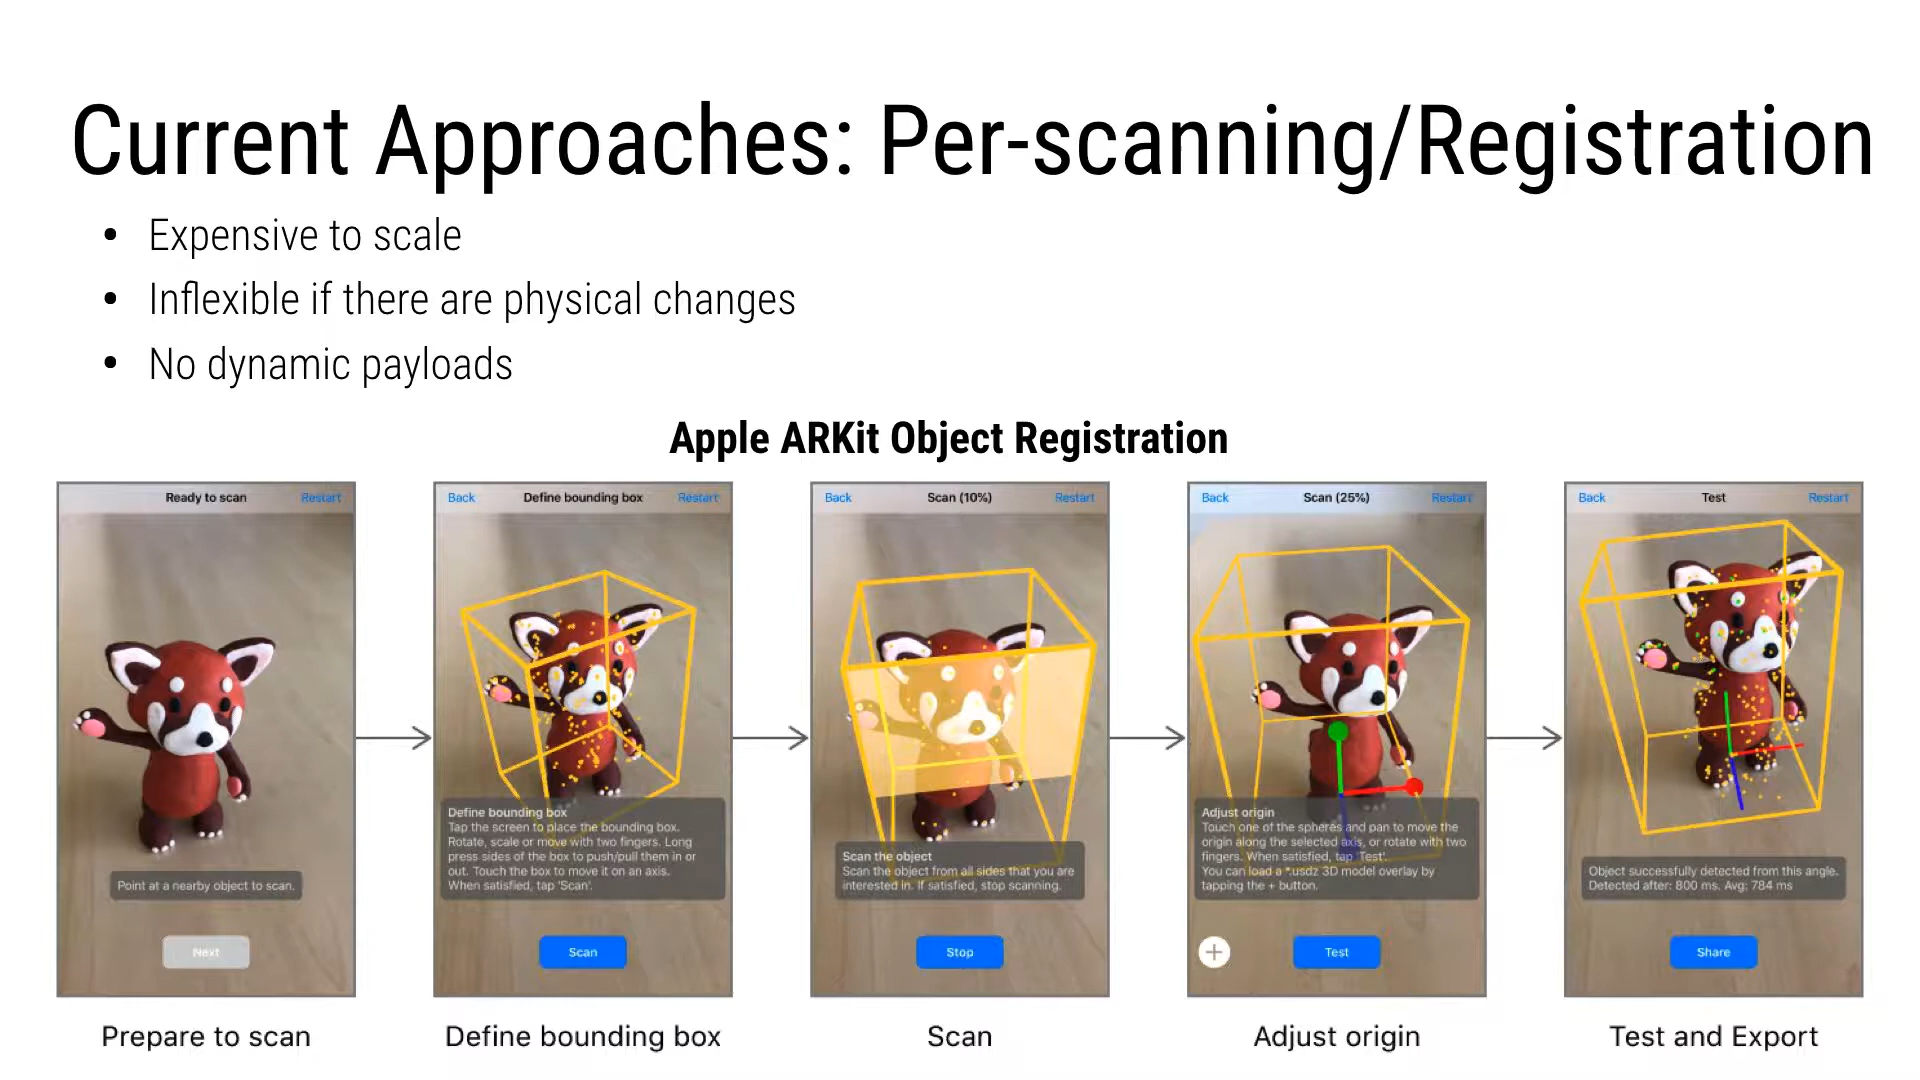 Current Approaches: Per-scanning/Registration
• Expensive to scale
• Inflexible if there are physical changes
• No dynamic payloads
Apple ARKit Object Registration
Ready to scan
Restart
Point at a nearby object to scan.
Next
Prepare to scan
Back
Define bounding box
Restart
Define bounding box
Tap the screen to place the bounding box.
Rotate, scale or move with two fingers. Long
press sides of the box to push/pull them in or
out. Touch the box to move it on an axis.
When satisfied, tap 'Scan'.
Scan
Define bounding box
Back
Scan (10%)
Restart
Scan the object
Scan the object from all sides that you are
interested in. If satisfied, stop scanning.
Stop
Scan
Back
Scan (25%)
Restart
Adjust origin
Touch one of the spheres and pan to move the
origin along the selected axis, or rotate with two
fingers. When satisfied, tap 'Test'.
You can load a *.usdz 3D model overlay by
tapping the + button.
Test
Adjust origin
Back
Test
Restart
Object successfully detected from this angle.
Detected after: 800 ms. Avg: 784 ms
Share
Test and Export